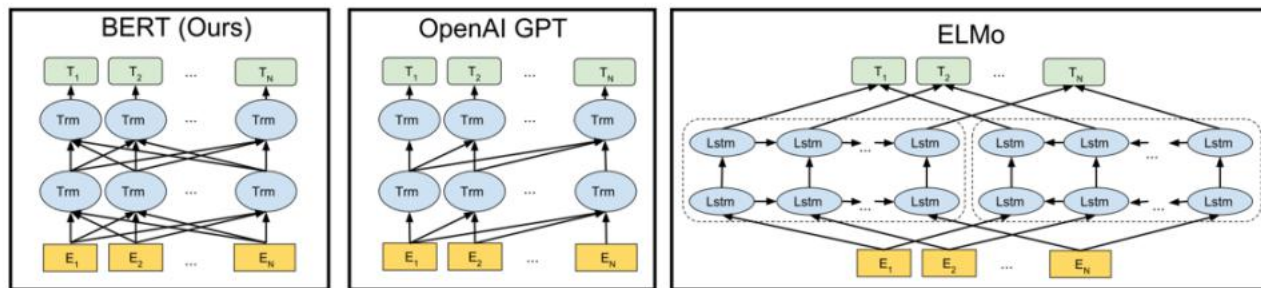 BERT (Ours)
T1 T2 ... TN
Trm Trm ... Trm
Trm Trm ... Trm
E1 E2 ... EN
OpenAI GPT
T1 T2 ... TN
Trm Trm ... Trm
Trm Trm ... Trm
E1 E2 ... EN
ELMo
T1 T2 ... TN
Lstm Lstm ... Lstm Lstm Lstm ... Lstm
Lstm Lstm ... Lstm Lstm Lstm ... Lstm
E1 E2 ... EN